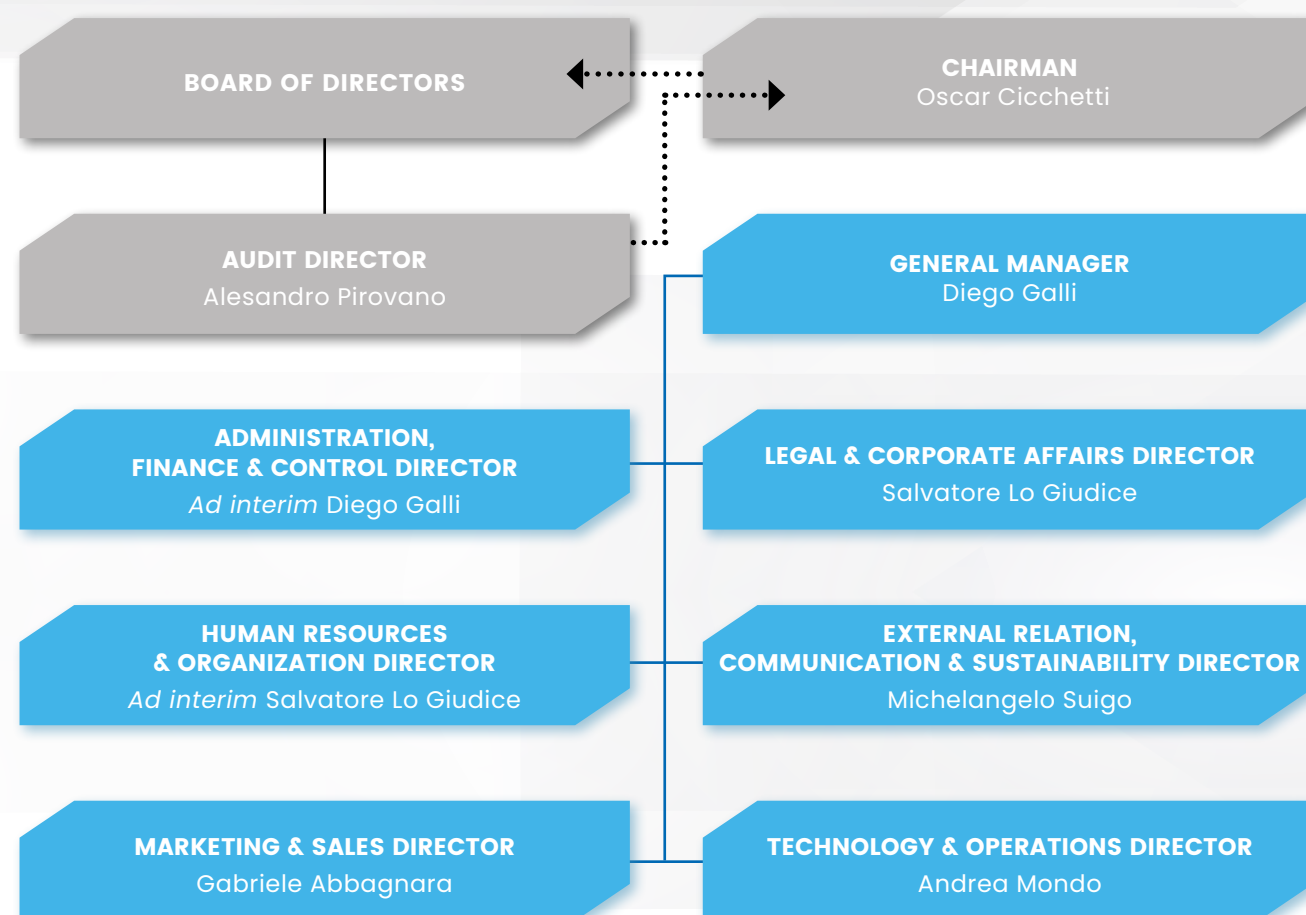 BOARD OF DIRECTORS
CHAIRMAN
Oscar Cicchetti
AUDIT DIRECTOR
Alesandro Pirovano
GENERAL MANAGER
Diego Galli
ADMINISTRATION,
FINANCE & CONTROL DIRECTOR
Ad interim Diego Galli
LEGAL & CORPORATE AFFAIRS DIRECTOR
Salvatore Lo Giudice
HUMAN RESOURCES
& ORGANIZATION DIRECTOR
Ad interim Salvatore Lo Giudice
EXTERNAL RELATION,
COMMUNICATION & SUSTAINABILITY DIRECTOR
Michelangelo Suigo
MARKETING & SALES DIRECTOR
Gabriele Abbagnara
TECHNOLOGY & OPERATIONS DIRECTOR
Andrea Mondo